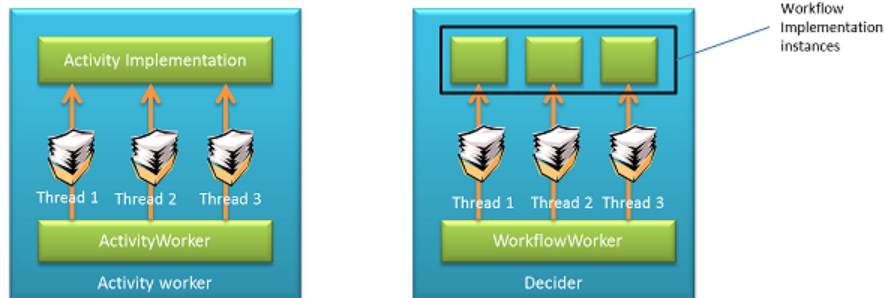 Activity Implementation
Thread 1
Thread 2
Thread 3
ActivityWorker
Activity worker
Workflow
Implementation
instances
Thread 1
Thread 2
Thread 3
WorkflowWorker
Decider